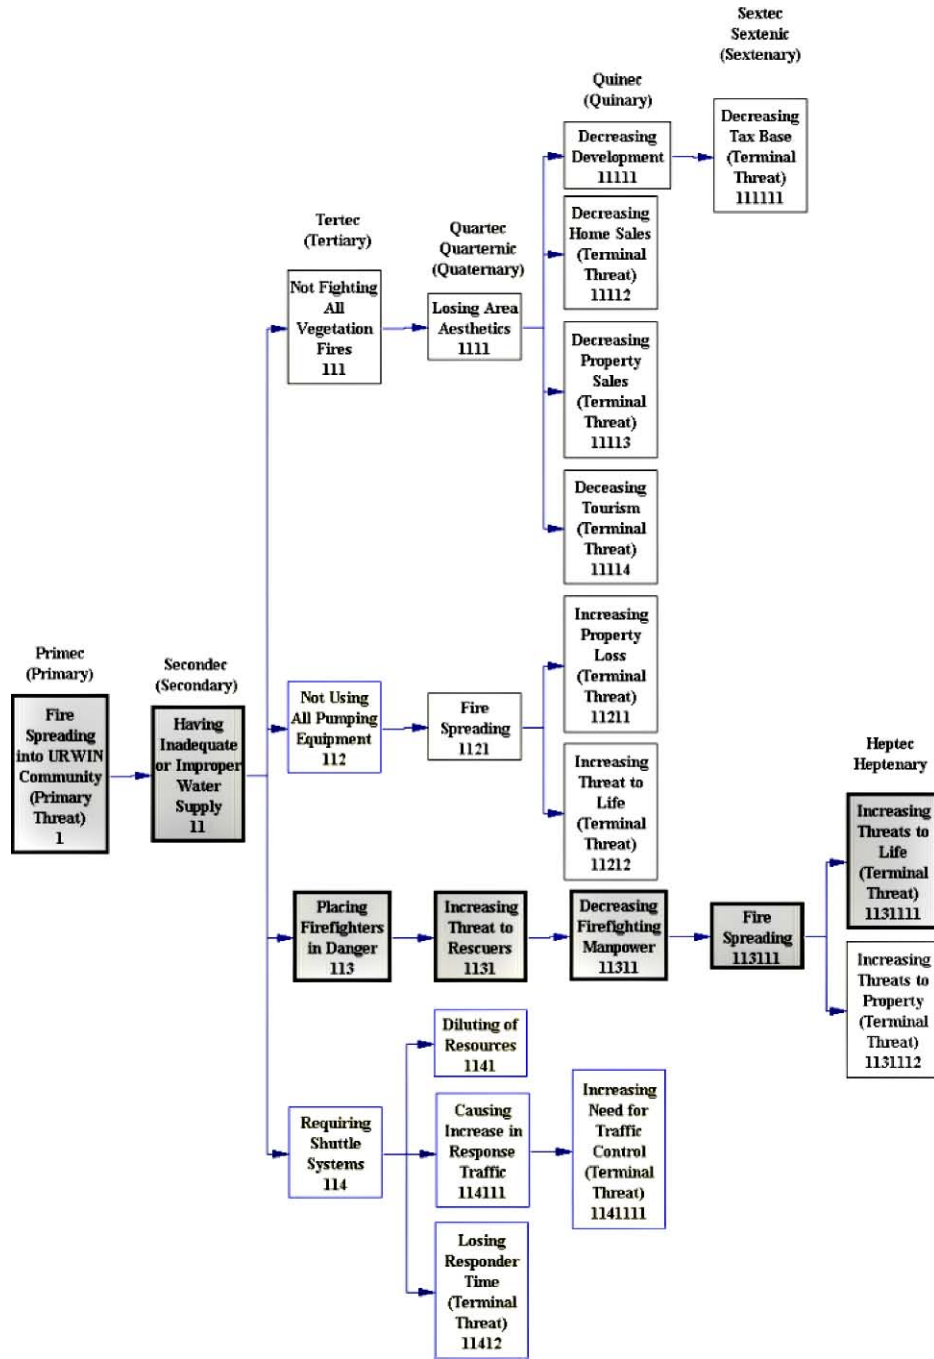 Sextec
Sextenic
(Sextenary)
Quinec
(Quinary)
Decreasing
Development
11111
Decreasing
Tax Base
(Terminal
Threat)
111111
Decreasing
Home Sales
(Terminal
Threat)
11112
Tertec
(Tertiary)
Quartec
Quarternic
(Quaternary)
Not Fighting
All
Vegetation
Fires
111
Losing Area
Aesthetics
1111
Decreasing
Property
Sales
(Terminal
Threat)
11113
Deceasing
Tourism
(Terminal
Threat)
11114
Primec
(Primary)
Secondec
(Secondary)
Fire
Spreading
into URWIN
Community
(Primary
Threat)
1
Having
Inadequate
or Improper
Water
Supply
11
Not Using
All Pumping
Equipment
112
Fire
Spreading
1121
Increasing
Property
Loss
(Terminal
Threat)
11211
Increasing
Threat to
Life
(Terminal
Threat)
11212
Heptec
Heptenary
Placing
Firefighters
in Danger
113
Increasing
Threat to
Rescuers
1131
Decreasing
Firefighting
Manpower
11311
Fire
Spreading
113111
Increasing
Threats to
Life
(Terminal
Threat)
1131111
Increasing
Threats to
Property
(Terminal
Threat)
1131112
Requiring
Shuttle
Systems
114
Diluting of
Resources
1141
Causing
Increase in
Response
Traffic
114111
Increasing
Need for
Traffic
Control
(Terminal
Threat)
1141111
Losing
Responder
Time
(Terminal
Threat)
11412